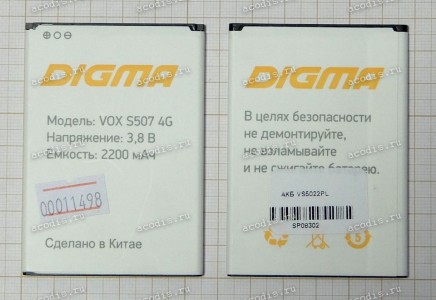 DIGMA
Модель: VOX S507 4G
Напряжение: 3,8 В
Ёмкость: 2200 мАч
00011498
Сделано в Китае
DIGMA
В целях безопасности
не демонтируйте,
не взламывайте
и не сжигайте батарею.
АКБ VS5022PL
SP08302
5